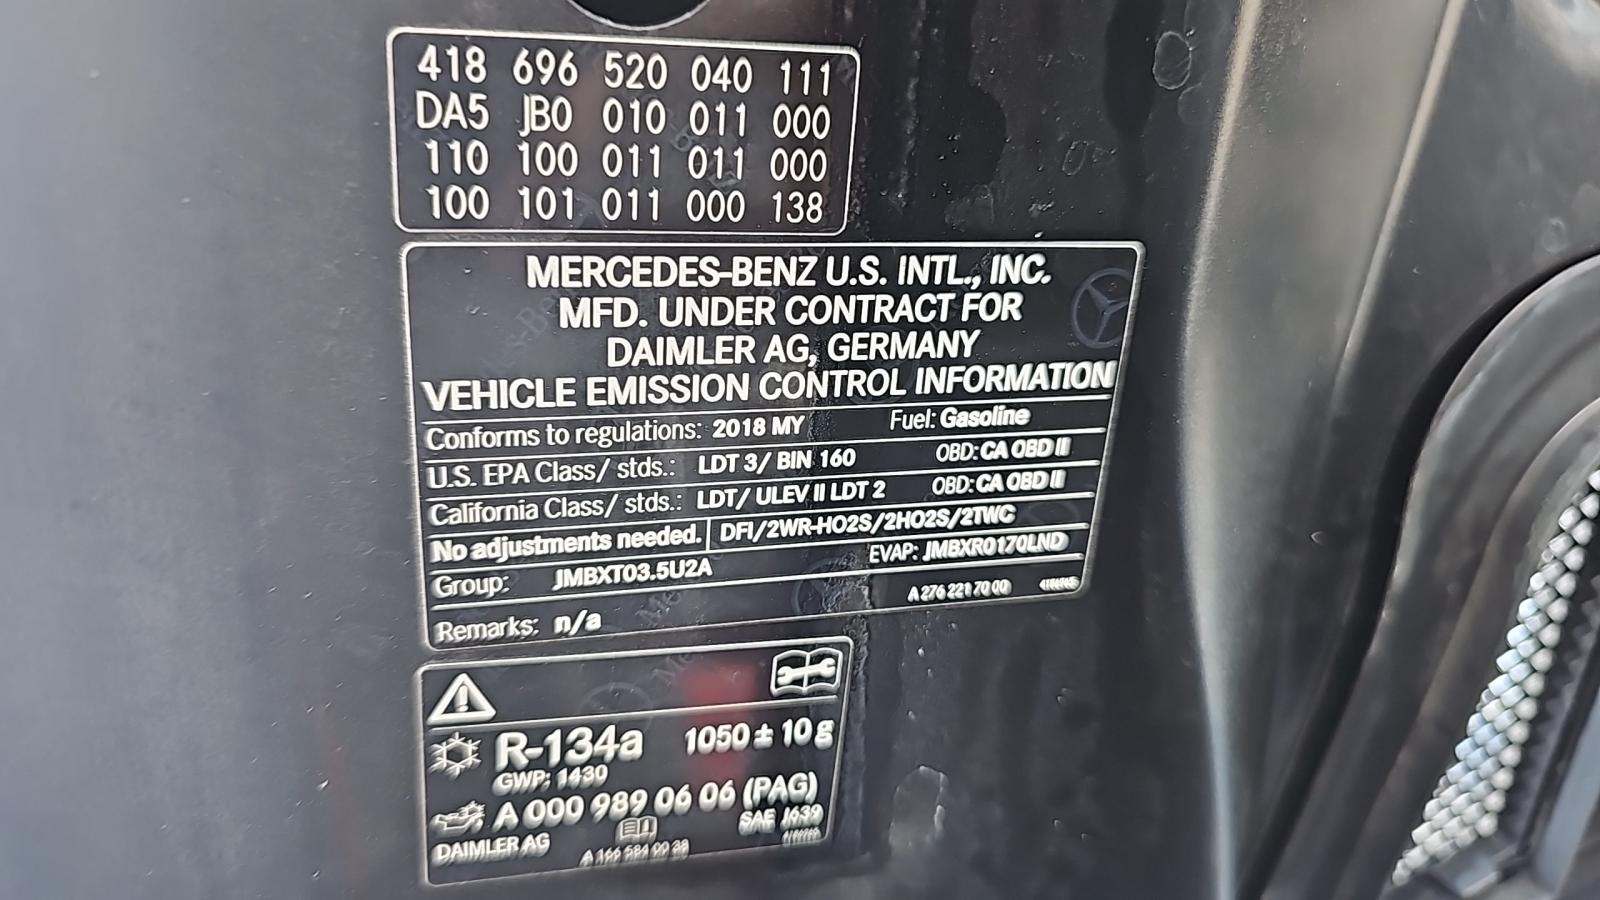 418 696 520 040 111
DA5 JB0 010 011 000
110 100 011 011 000
100 101 011 000 138
MERCEDES-BENZ U.S. INTL., INC.
MFD. UNDER CONTRACT FOR
DAIMLER AG, GERMANY
VEHICLE EMISSION CONTROL INFORMATION
Conforms to regulations: 2018 MY Fuel: Gasoline
U.S. EPA Class/ stds.: LDT 3/ BIN 160 OBD: CA OBD II
California Class/ stds.: LDT/ ULEV II LDT 2 OBD: CA OBD II
No adjustments needed. DFI/2WR-HO2S/2HO2S/2TWC
Group: JMBXT03.5U2A EVAP: JMBXR0170LND
Remarks: n/a A 276 221 70 00
R-134a 1050 ± 10 g
GWP: 1430
A 000 989 06 06 (PAG)
DAIMLER AG SAE J639
A 166 584 00 38